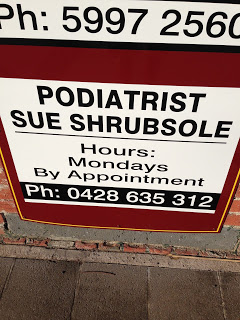 Ph: 5997 2560
PODIATRIST
SUE SHRUBSOLE
Hours:
Mondays
By Appointment
Ph: 0428 635 312